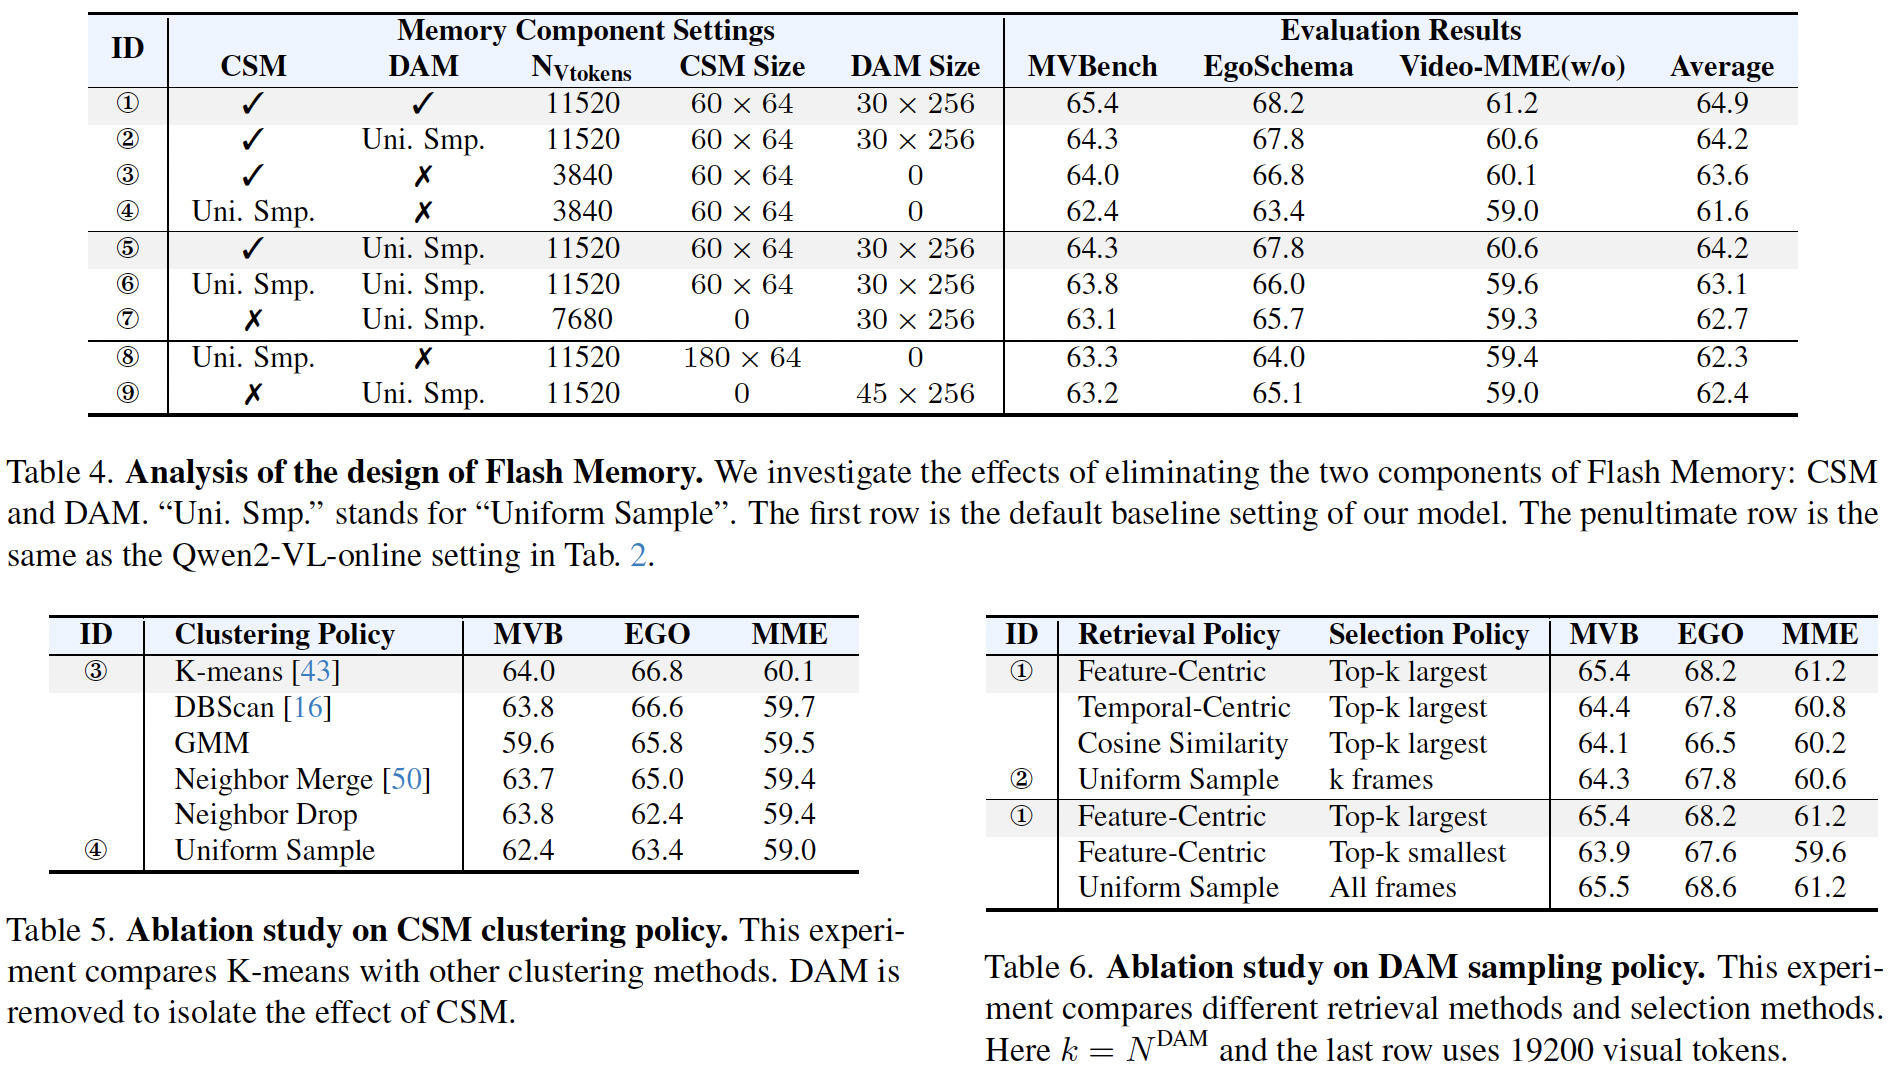 ID Memory Component Settings Evaluation Results
CSM DAM N_Vtokens CSM Size DAM Size MVBench EgoSchema Video-MME(w/o) Average
① ✓ ✓ 11520 60 × 64 30 × 256 65.4 68.2 61.2 64.9
② ✓ Uni. Smp. 11520 60 × 64 30 × 256 64.3 67.8 60.6 64.2
③ ✓ ✗ 3840 60 × 64 0 64.0 66.8 60.1 63.6
④ Uni. Smp. ✗ 3840 60 × 64 0 62.4 63.4 59.0 61.6
⑤ ✓ Uni. Smp. 11520 60 × 64 30 × 256 64.3 67.8 60.6 64.2
⑥ Uni. Smp. Uni. Smp. 11520 60 × 64 30 × 256 63.8 66.0 59.6 63.1
⑦ ✗ Uni. Smp. 7680 0 30 × 256 63.1 65.7 59.3 62.7
⑧ Uni. Smp. ✗ 11520 180 × 64 0 63.3 64.0 59.4 62.3
⑨ ✗ Uni. Smp. 11520 0 45 × 256 63.2 65.1 59.0 62.4
Table 4. Analysis of the design of Flash Memory. We investigate the effects of eliminating the two components of Flash Memory: CSM
and DAM. “Uni. Smp.” stands for “Uniform Sample”. The first row is the default baseline setting of our model. The penultimate row is the
same as the Qwen2-VL-online setting in Tab. 2.
ID Clustering Policy MVB EGO MME
③ K-means [43] 64.0 66.8 60.1
DBScan [16] 63.8 66.6 59.7
GMM 59.6 65.8 59.5
Neighbor Merge [50] 63.7 65.0 59.4
Neighbor Drop 63.8 62.4 59.4
④ Uniform Sample 62.4 63.4 59.0
Table 5. Ablation study on CSM clustering policy. This experi-
ment compares K-means with other clustering methods. DAM is
removed to isolate the effect of CSM.
ID Retrieval Policy Selection Policy MVB EGO MME
① Feature-Centric Top-k largest 65.4 68.2 61.2
Temporal-Centric Top-k largest 64.4 67.8 60.8
Cosine Similarity Top-k largest 64.1 66.5 60.2
② Uniform Sample k frames 64.3 67.8 60.6
① Feature-Centric Top-k largest 65.4 68.2 61.2
Feature-Centric Top-k smallest 63.9 67.6 59.6
Uniform Sample All frames 65.5 68.6 61.2
Table 6. Ablation study on DAM sampling policy. This experi-
ment compares different retrieval methods and selection methods.
Here k = N^DAM and the last row uses 19200 visual tokens.